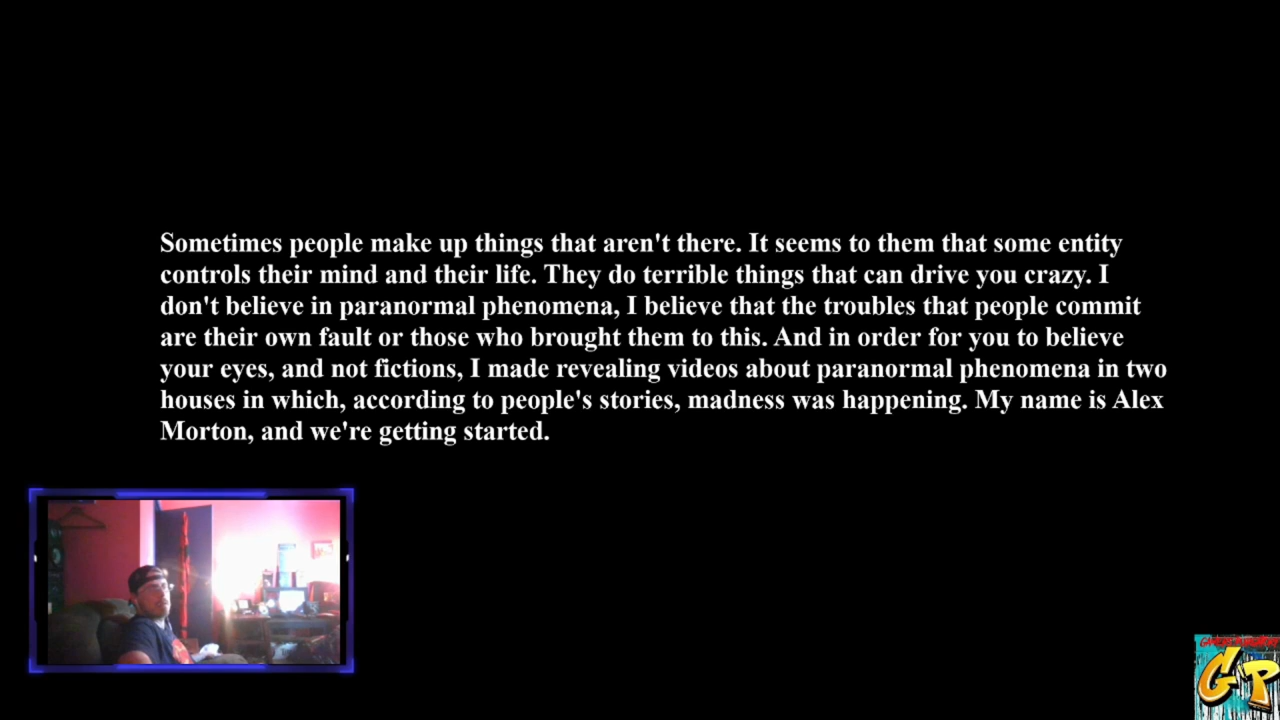 Sometimes people make up things that aren't there. It seems to them that some entity
controls their mind and their life. They do terrible things that can drive you crazy. I
don't believe in paranormal phenomena, I believe that the troubles that people commit
are their own fault or those who brought them to this. And in order for you to believe
your eyes, and not fictions, I made revealing videos about paranormal phenomena in two
houses in which, according to people's stories, madness was happening. My name is Alex
Morton, and we're getting started.
GP